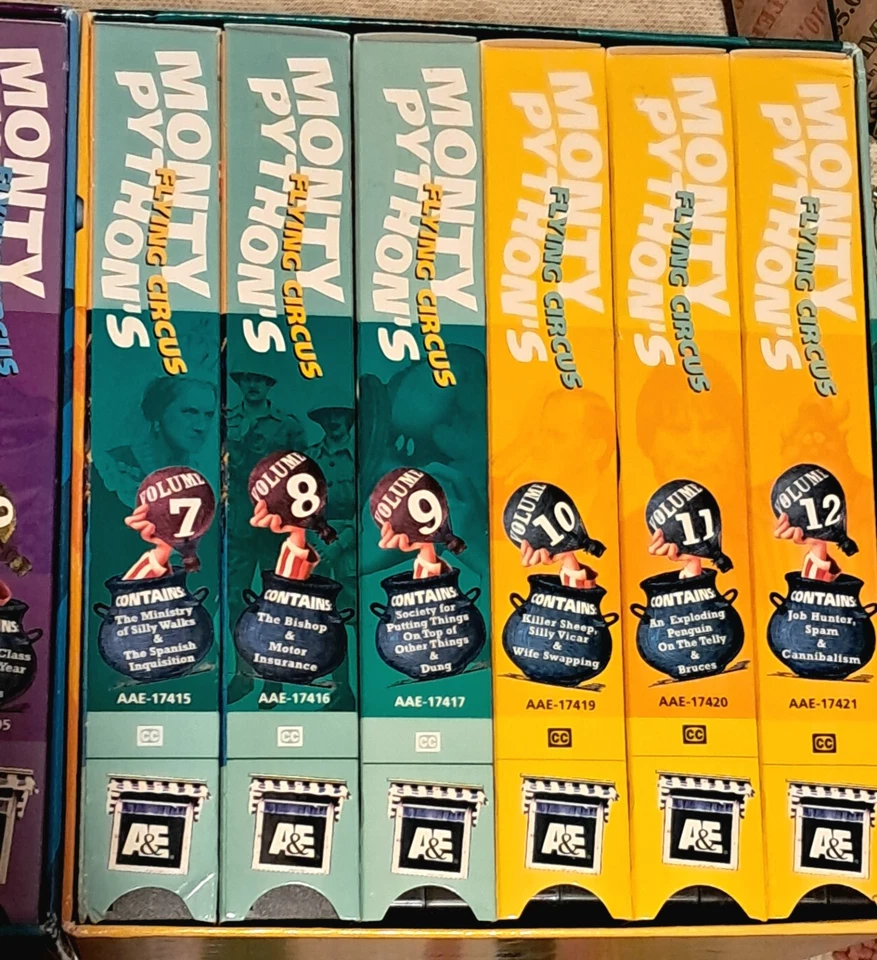 MONTY
CIRCUS
Class
Year
MONTY
PYTHON'S
FLYING CIRCUS
VOLUME
7
CONTAINS:
The Ministry
of Silly Walks
&
The Spanish
Inquisition
AAE-17415
CC
A&E
MONTY
PYTHON'S
FLYING CIRCUS
VOLUME
8
CONTAINS:
The Bishop
&
Motor
Insurance
AAE-17416
CC
A&E
MONTY
PYTHON'S
FLYING CIRCUS
VOLUME
9
CONTAINS:
Society for
Putting Things
On Top of
Other Things
&
Dung
AAE-17417
CC
A&E
MONTY
PYTHON'S
FLYING CIRCUS
VOLUME
10
CONTAINS:
Killer Sheep,
Silly Vicar
&
Wife Swapping
AAE-17419
CC
A&E
MONTY
PYTHON'S
FLYING CIRCUS
VOLUME
11
CONTAINS:
An Exploding
Penguin
On The Telly
&
Bruces
AAE-17420
CC
A&E
MONTY
PYTHON'S
FLYING CIRCUS
VOLUME
12
CONTAINS:
Job Hunter,
Spam
&
Cannibalism
AAE-17421
CC
A&E